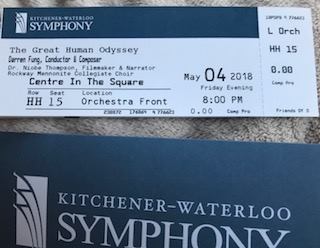 KITCHENER-WATERLOO
SYMPHONY
The Great Human Odyssey
Darren Fung, Conductor & Composer
Dr. Niobe Thompson, Filmmaker & Narrator
Rockway Mennonite Collegiate Choir
Centre In The Square
Row Seat Location
HH 15 Orchestra Front
May 04 2018
Friday Evening
8:00 PM
0.00 Comp Pro
L Orch
HH 15
0.00
Comp Pro
Friends Of S
KITCHENER-WATERLOO
SYMPHONY